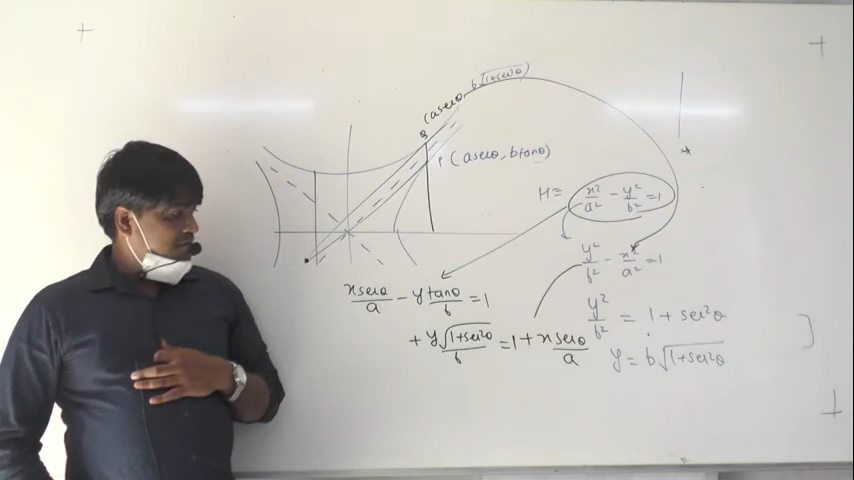 Q (a secθ, b√(1+sec²θ))
P (a secθ, b tanθ)
H ≡ x²/a² - y²/b² = 1
y²/b² - x²/a² = 1
x secθ/a - y tanθ/b = 1
y²/b² = 1 + sec²θ
+ y√(1+sec²θ)/b = 1 + x secθ/a
y = b√(1+sec²θ)